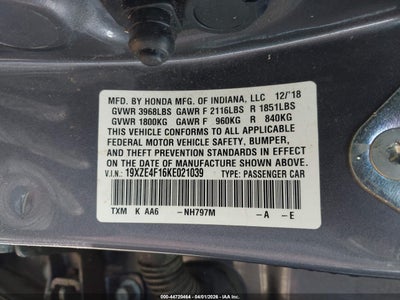 MFD. BY HONDA MFG. OF INDIANA, LLC 12/'18
GVWR 3968LBS GAWR F 2116LBS R 1851LBS
GVWR 1800KG GAWR F 960KG R 840KG
THIS VEHICLE CONFORMS TO ALL APPLICABLE
FEDERAL MOTOR VEHICLE SAFETY, BUMPER,
AND THEFT PREVENTION STANDARDS IN EFFECT
ON THE DATE OF MANUFACTURE SHOWN ABOVE.
V.I.N.: 19XZE4F16KE021039 TYPE: PASSENGER CAR
TXM K AA6 -NH797M -A -E
000-44720464 - 04/01/2026 - IAAI.COM